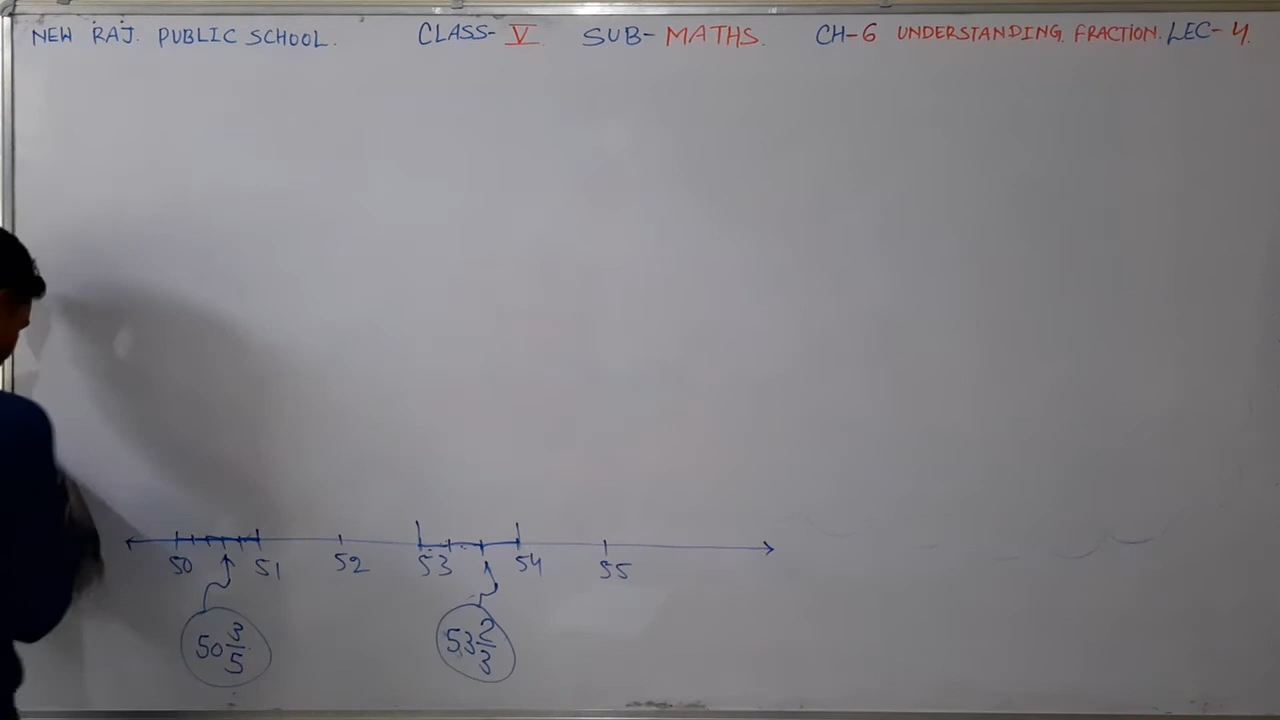 NEW RAJ. PUBLIC SCHOOL. CLASS- V SUB- MATHS. CH-6 UNDERSTANDING FRACTION. LEC- 4.
50 51 52 53 54 55
50 3/5 53 2/3